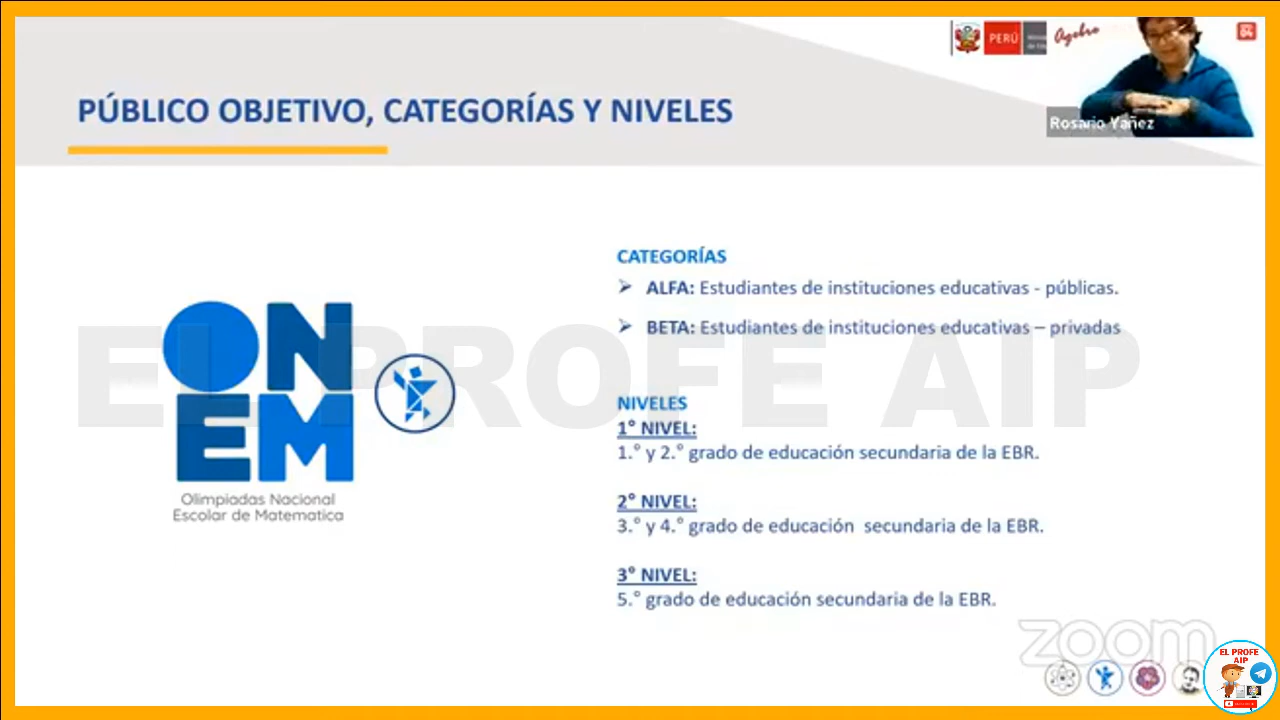 PERÚ
UGEL
04
PÚBLICO OBJETIVO, CATEGORÍAS Y NIVELES
Rosario Yañez
CATEGORÍAS
ALFA: Estudiantes de instituciones educativas - públicas.
BETA: Estudiantes de instituciones educativas – privadas
EL PROFE AIP
ONEM
Olimpiadas Nacional
Escolar de Matematica
NIVELES
1° NIVEL:
1.° y 2.° grado de educación secundaria de la EBR.
2° NIVEL:
3.° y 4.° grado de educación secundaria de la EBR.
3° NIVEL:
5.° grado de educación secundaria de la EBR.
zoom
EL PROFE
AIP